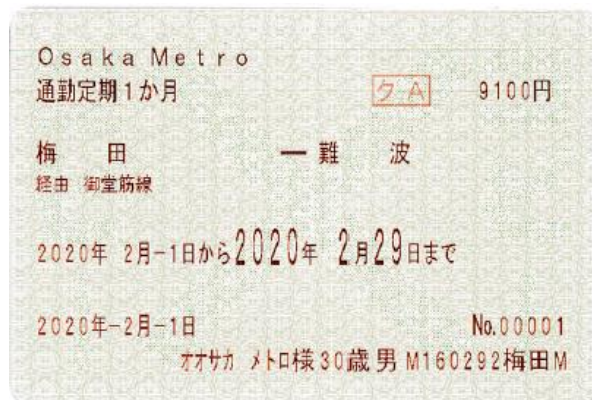 Osaka Metro
通勤定期1か月 クA 9100円
梅田 ー 難波
経由 御堂筋線
2020年 2月-1日から2020年 2月29日まで
2020年-2月-1日 No.00001
オオサカ メトロ様30歳 男 M160292梅田M